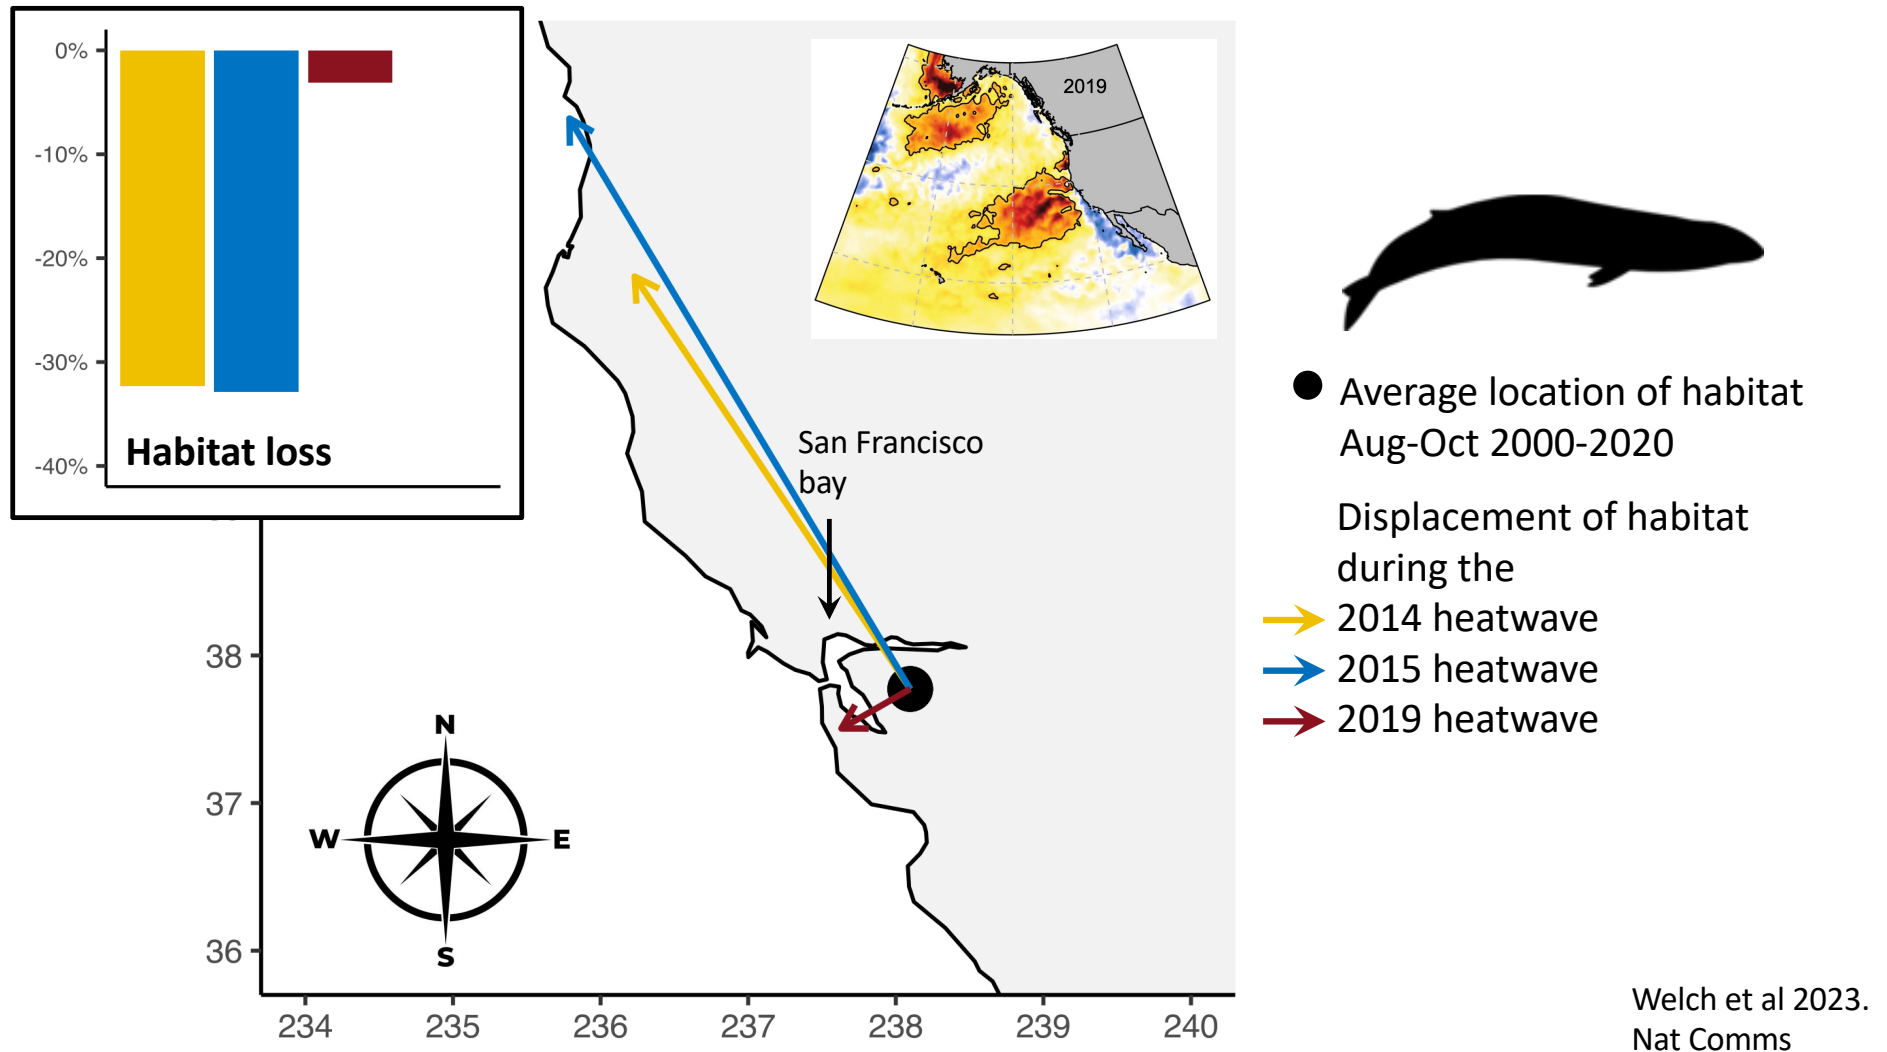 0%
-10%
-20%
-30%
-40%
Habitat loss
2019
San Francisco
bay
Average location of habitat
Aug-Oct 2000-2020
Displacement of habitat
during the
2014 heatwave
2015 heatwave
2019 heatwave
38
37
36
N
W
E
S
234
235
236
237
238
239
240
Welch et al 2023.
Nat Comms